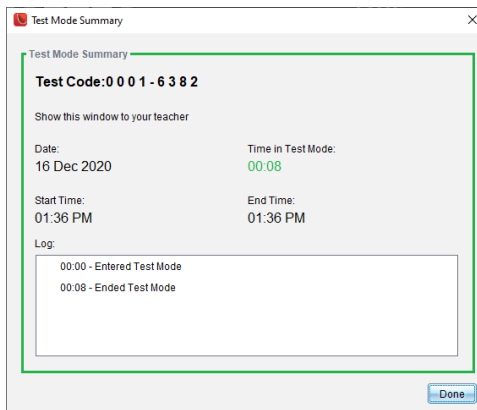 Test Mode Summary
Test Mode Summary
Test Code:0 0 0 1 - 6 3 8 2
Show this window to your teacher
Date:
Time in Test Mode:
16 Dec 2020
00:08
Start Time:
End Time:
01:36 PM
01:36 PM
Log:
00:00 - Entered Test Mode
00:08 - Ended Test Mode
Done